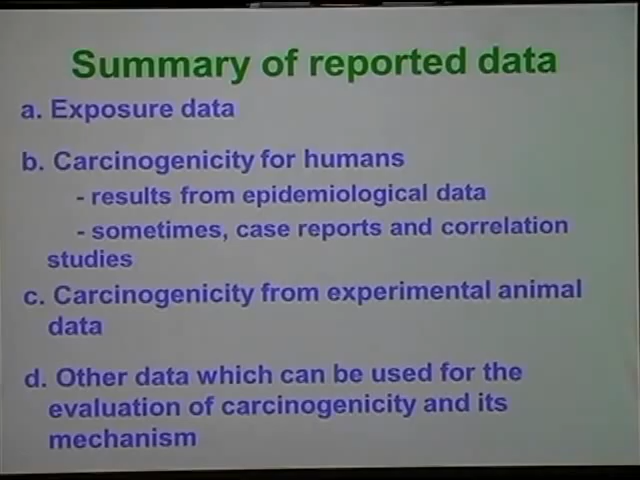 Summary of reported data
a. Exposure data
b. Carcinogenicity for humans
- results from epidemiological data
- sometimes, case reports and correlation
studies
c. Carcinogenicity from experimental animal
data
d. Other data which can be used for the
evaluation of carcinogenicity and its
mechanism